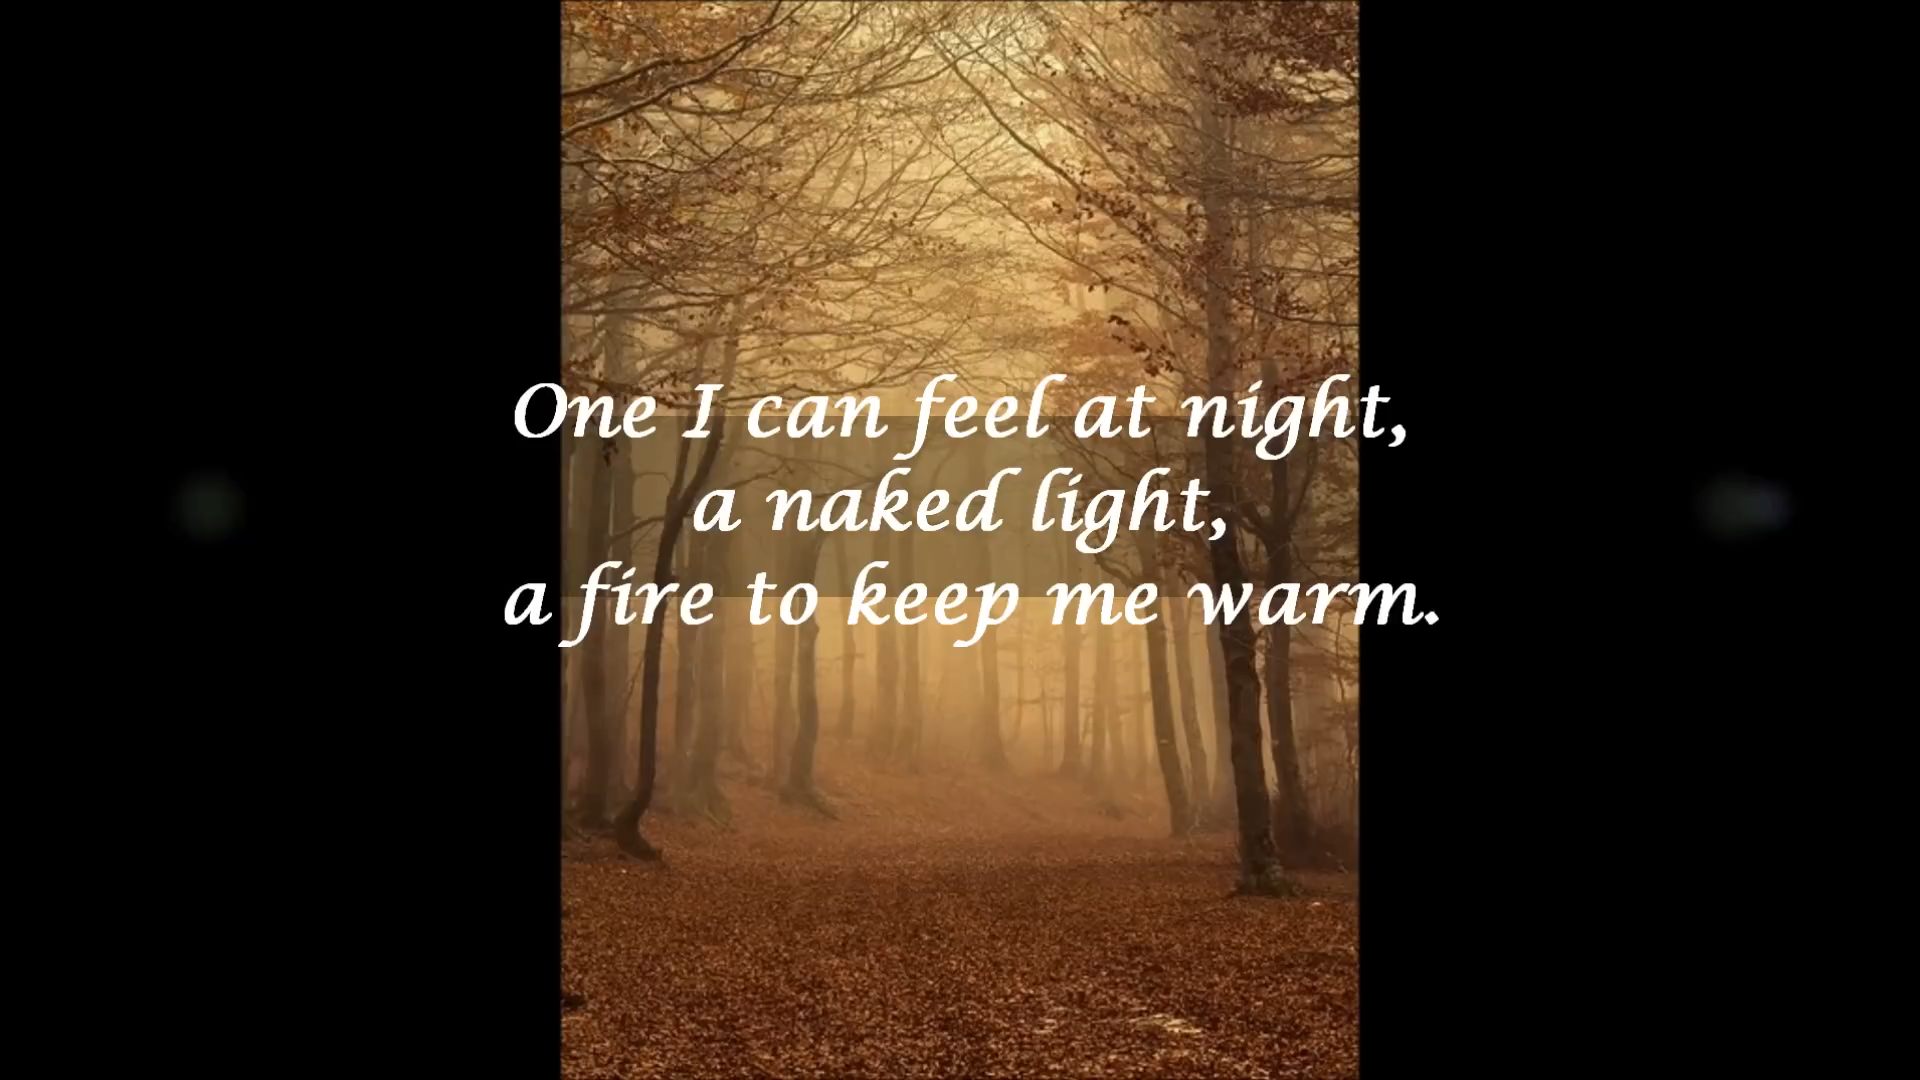 One I can feel at night,
a naked light,
a fire to keep me warm.